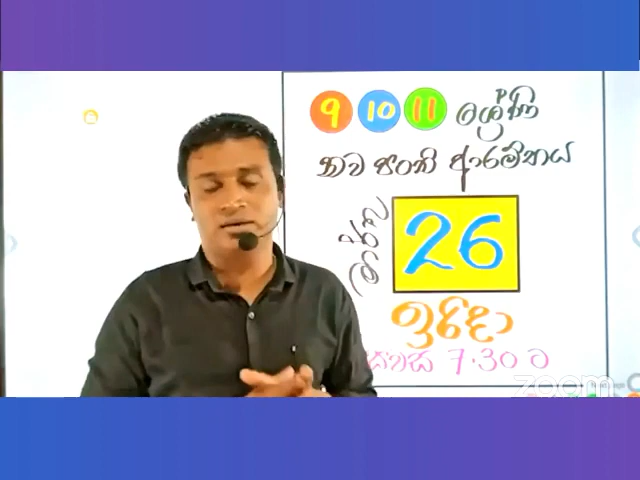 9 10 11 ශ්‍රේණි
නව පංති ආරම්භය
මාර්තු
26
ඉරිදා
සවස 7.30 ට
zoom